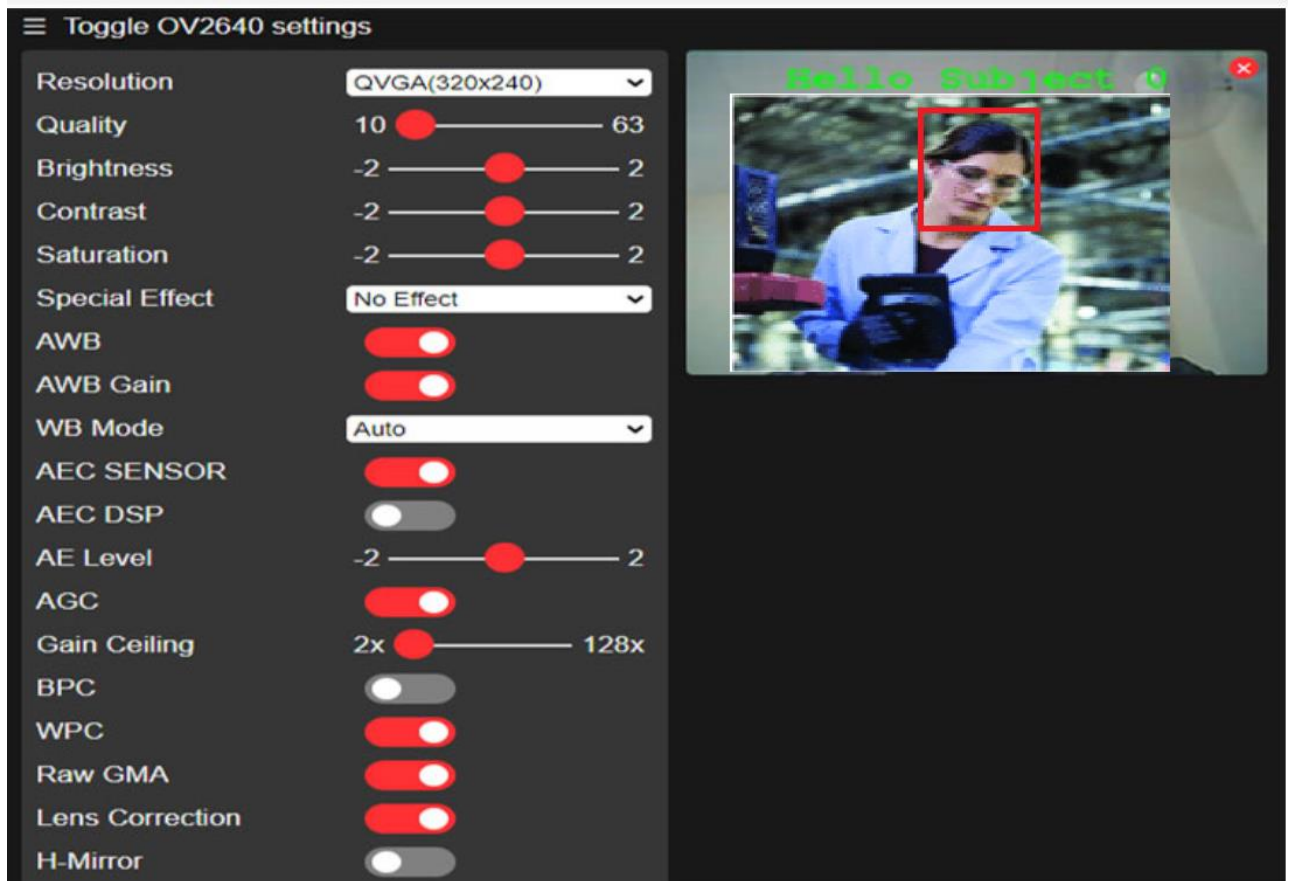 ☰ Toggle OV2640 settings
Resolution QVGA(320x240)
Quality 10 63
Brightness -2 2
Contrast -2 2
Saturation -2 2
Special Effect No Effect
AWB
AWB Gain
WB Mode Auto
AEC SENSOR
AEC DSP
AE Level -2 2
AGC
Gain Ceiling 2x 128x
BPC
WPC
Raw GMA
Lens Correction
H-Mirror
Hello Subject 0